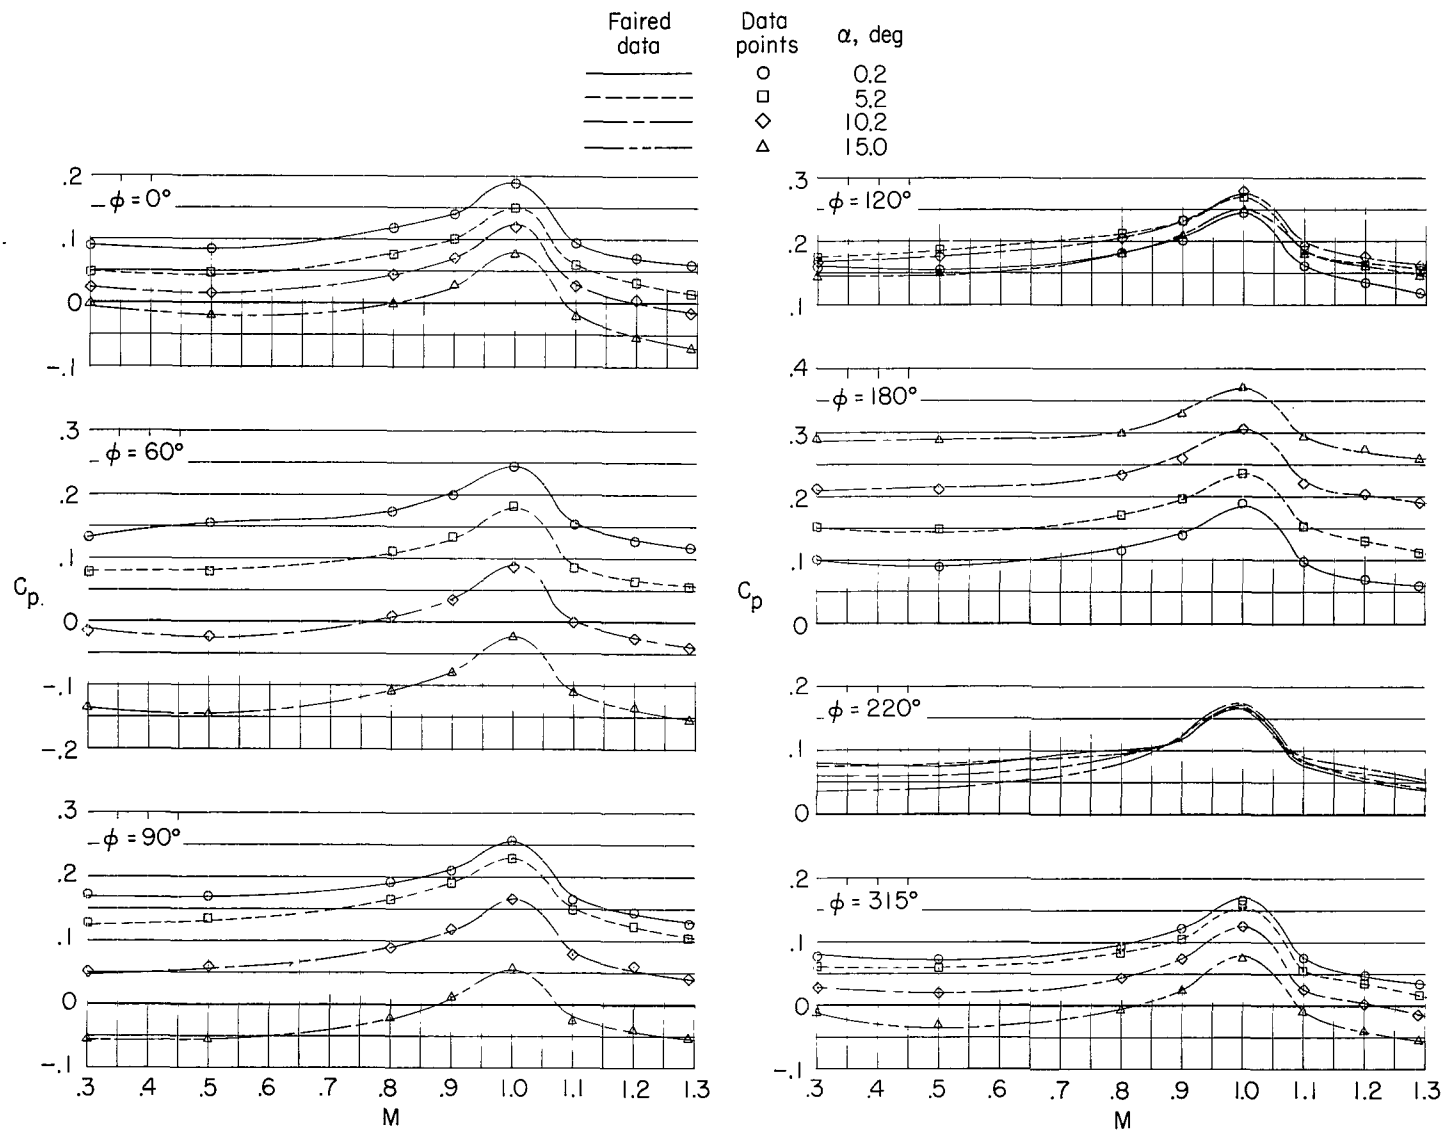 Faired data
Data points
α, deg
0.2
5.2
10.2
15.0
.2
.1
0
-.1
ϕ = 0°
.3
.2
.1
0
-.1
-.2
ϕ = 60°
Cp.
.3
.2
.1
0
-.1
ϕ = 90°
.3 .4 .5 .6 .7 .8 .9 1.0 1.1 1.2 1.3
M
.3
.2
.1
ϕ = 120°
.4
.3
.2
.1
0
ϕ = 180°
Cp
.2
.1
0
ϕ = 220°
.2
.1
0
-.1
ϕ = 315°
.3 .4 .5 .6 .7 .8 .9 1.0 1.1 1.2 1.3
M